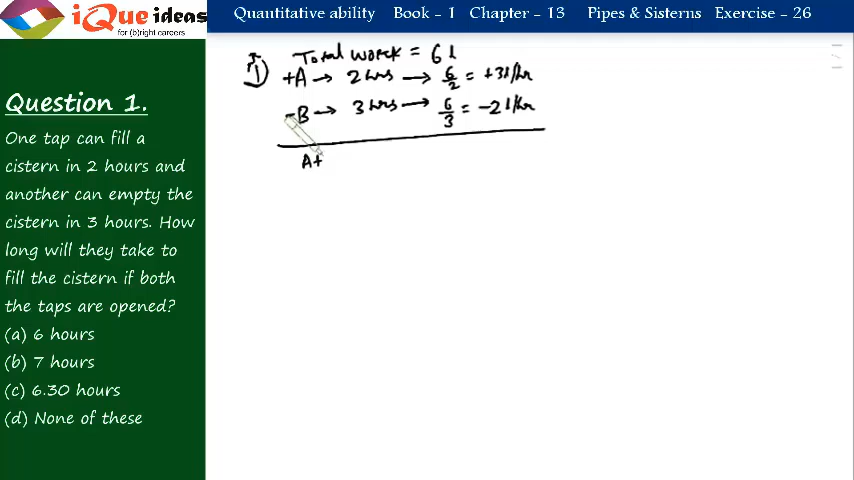 iQue ideas
for (b)right careers
Quantitative ability Book - 1 Chapter - 13 Pipes & Sisterns Exercise - 26
Question 1.
One tap can fill a
cistern in 2 hours and
another can empty the
cistern in 3 hours. How
long will they take to
fill the cistern if both
the taps are opened?
(a) 6 hours
(b) 7 hours
(c) 6.30 hours
(d) None of these
1) Total work = 6 l
+A → 2 hrs → 6/2 = +3 l/hr
-B → 3 hrs → 6/3 = -2 l/hr
A+